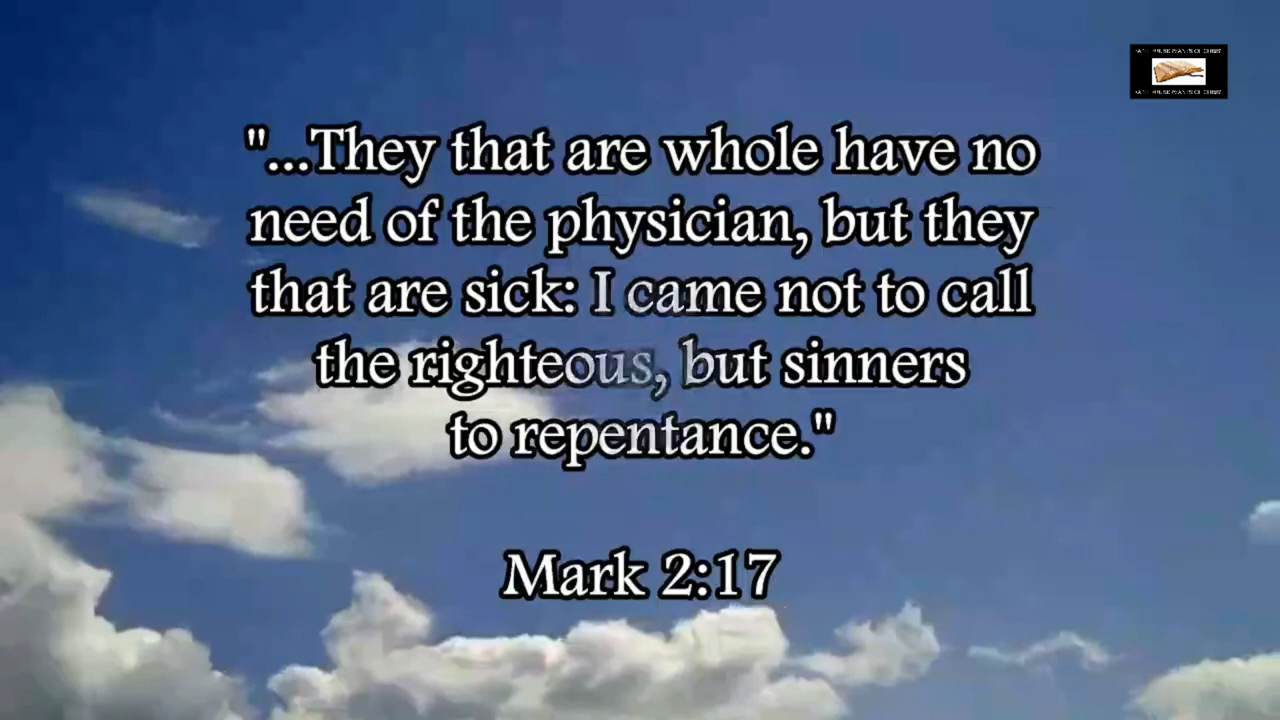 "...They that are whole have no
need of the physician, but they
that are sick: I came not to call
the righteous, but sinners
to repentance."
Mark 2:17